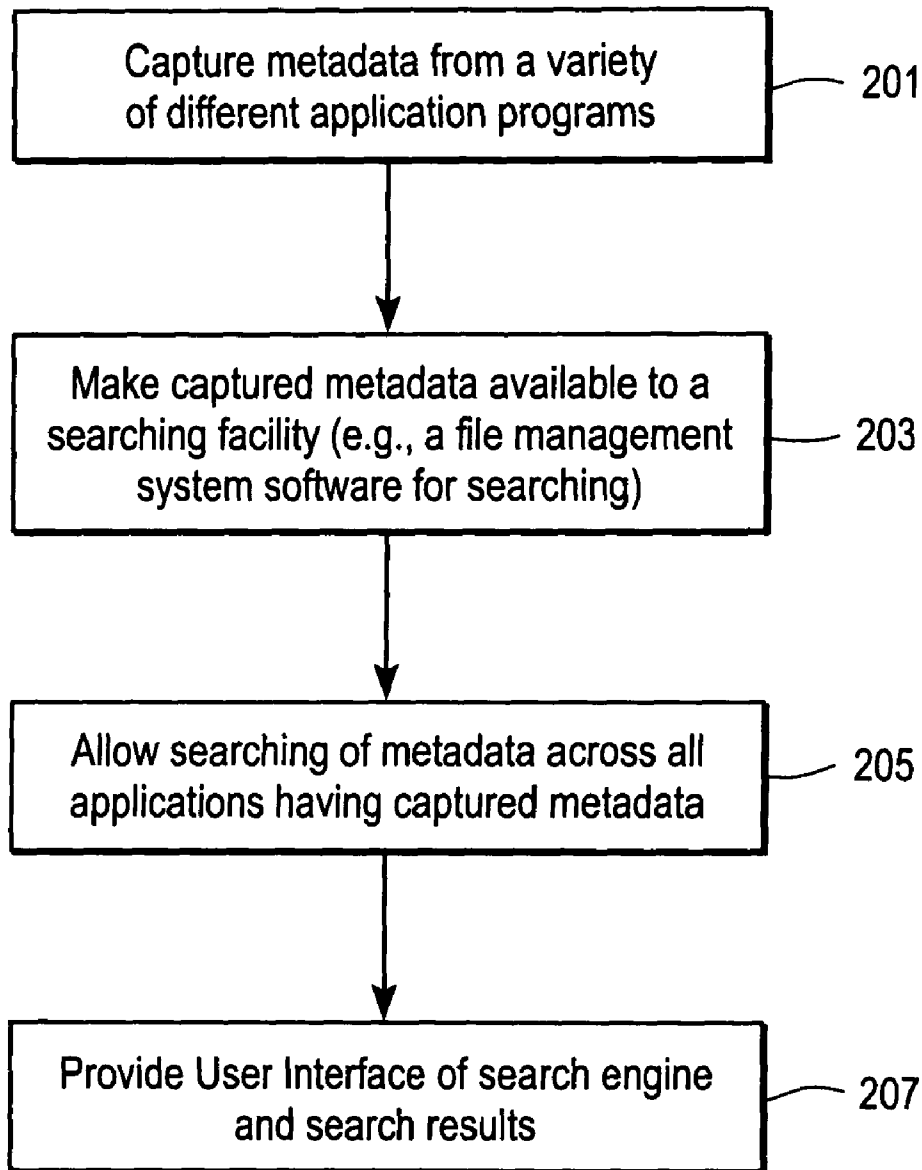 Capture metadata from a variety
of different application programs
201
Make captured metadata available to a
searching facility (e.g., a file management
system software for searching)
203
Allow searching of metadata across all
applications having captured metadata
205
Provide User Interface of search engine
and search results
207